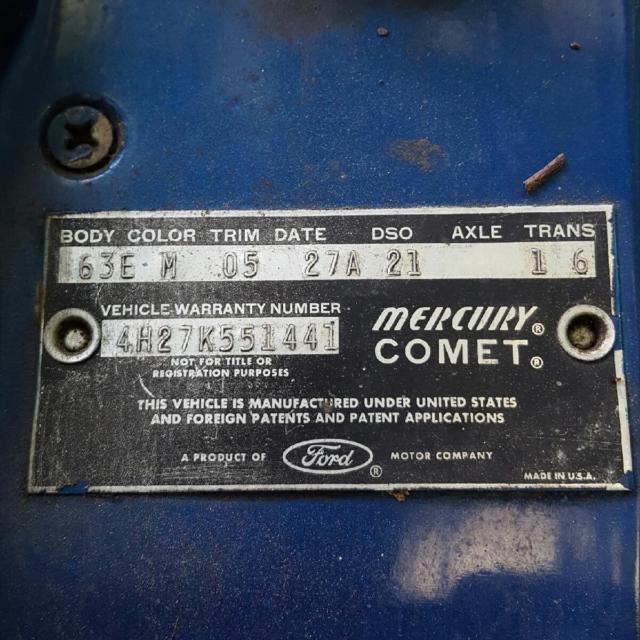 BODY COLOR TRIM DATE DSO AXLE TRANS
63E M 05 27A 21 1 6
VEHICLE WARRANTY NUMBER
4H27K551441
NOT FOR TITLE OR
REGISTRATION PURPOSES
MERCURY®
COMET®
THIS VEHICLE IS MANUFACTURED UNDER UNITED STATES
AND FOREIGN PATENTS AND PATENT APPLICATIONS
A PRODUCT OF Ford® MOTOR COMPANY
MADE IN U.S.A.